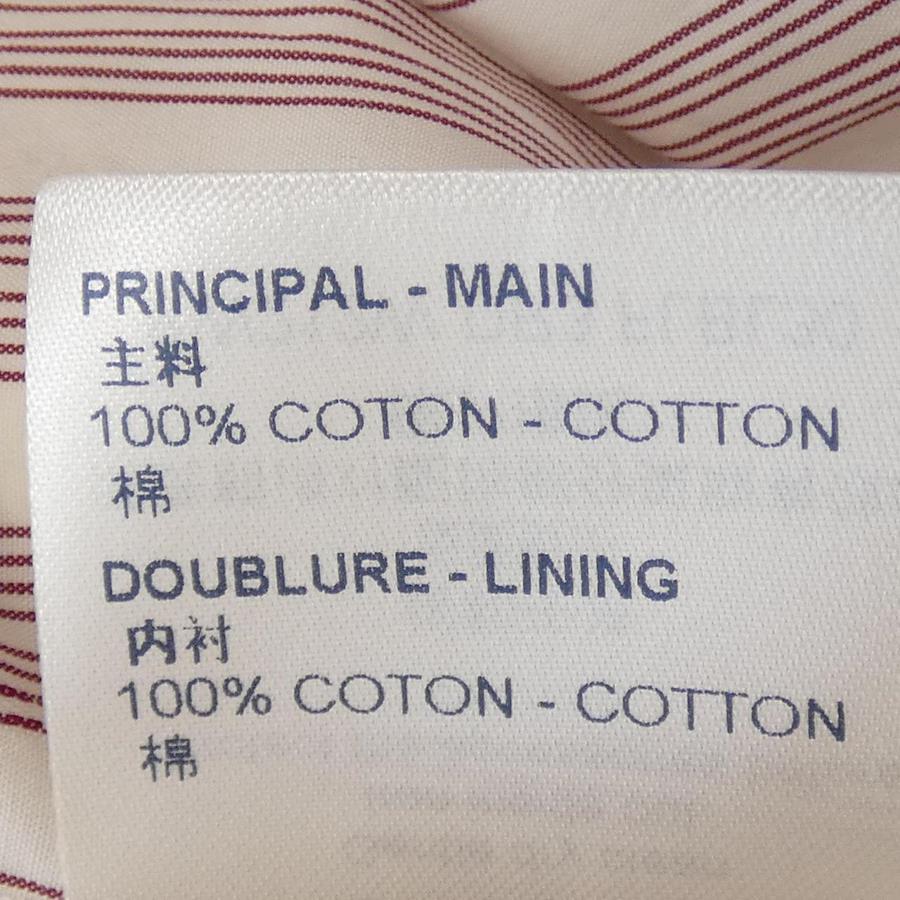 PRINCIPAL - MAIN
主料
100% COTON - COTTON
棉
DOUBLURE - LINING
内衬
100% COTON - COTTON
棉